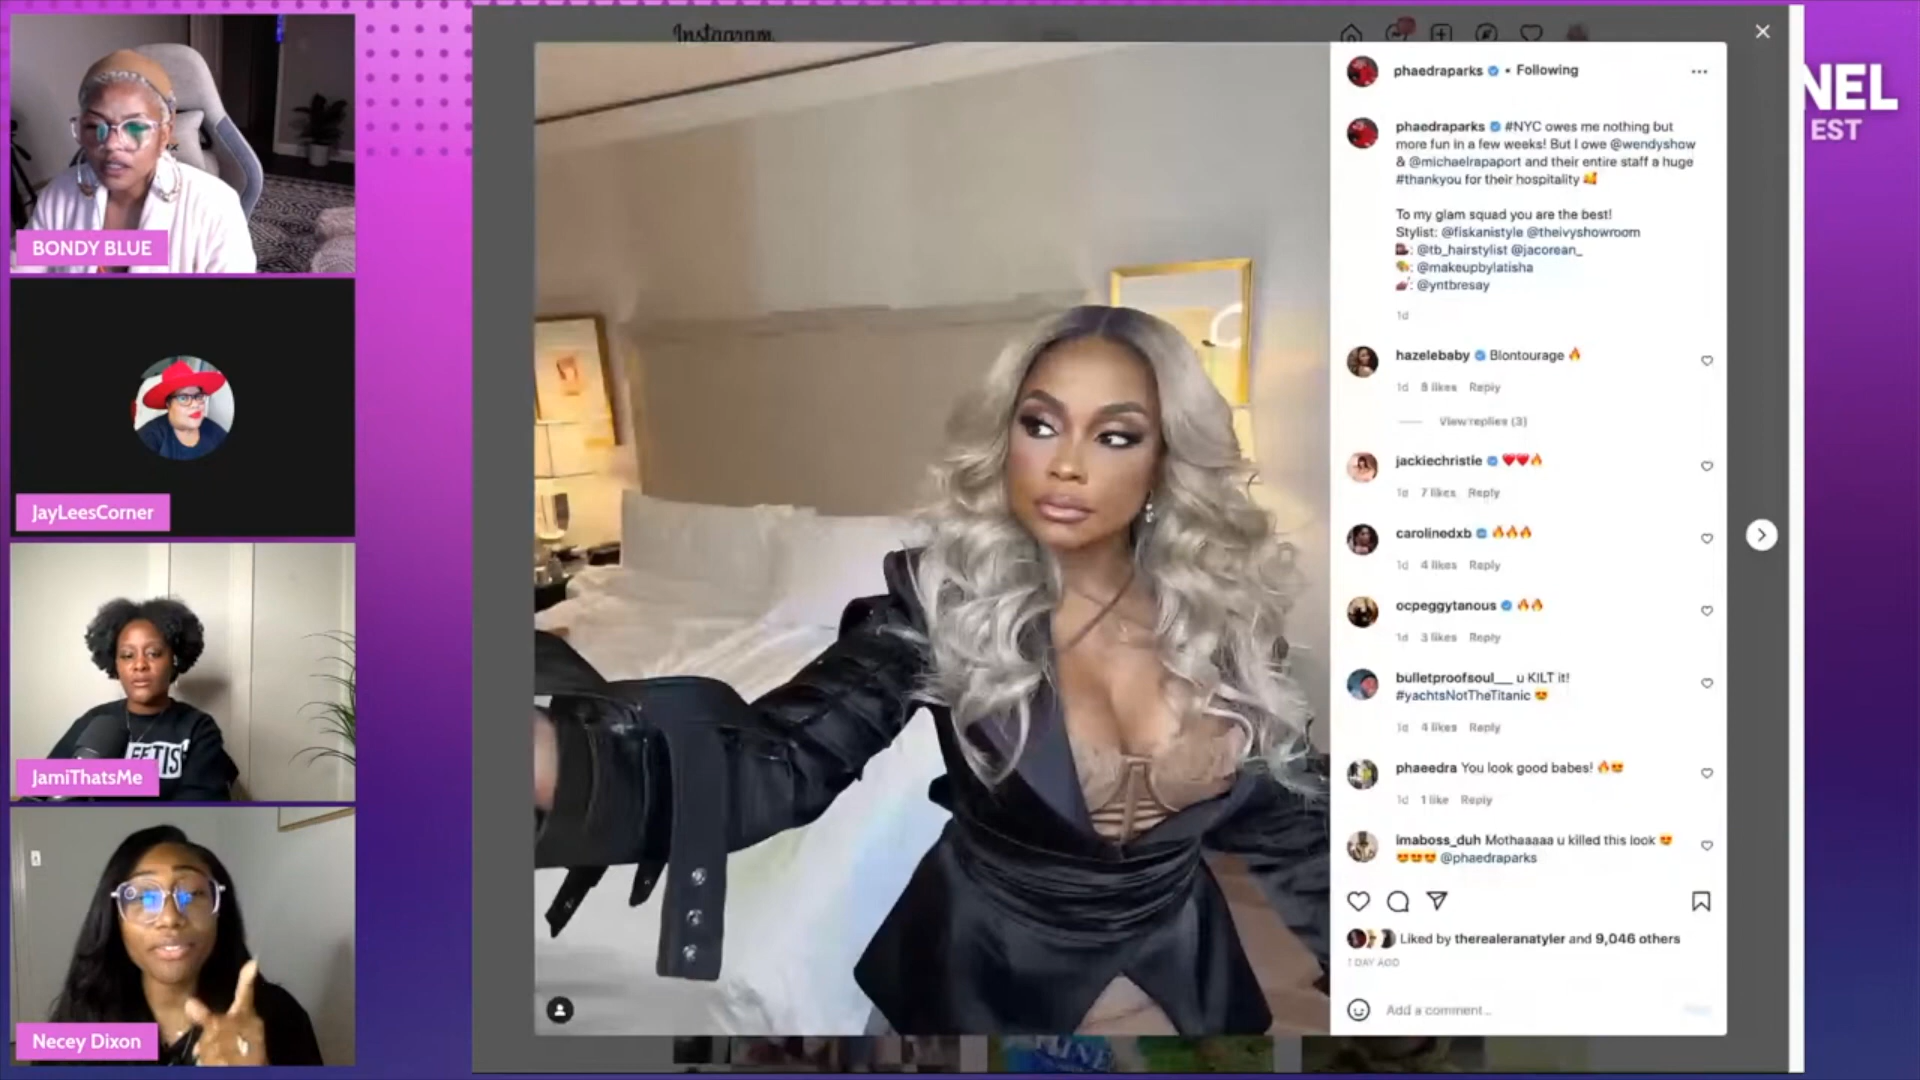 BONDY BLUE
JayLeesCorner
JamiThatsMe
FETIS
Necey Dixon
Instagram
NEL
EST
phaedraparks • Following
phaedraparks #NYC owes me nothing but
more fun in a few weeks! But I owe @wendyshow
& @michaelrapaport and their entire staff a huge
#thankyou for their hospitality 🥰
To my glam squad you are the best!
Stylist: @fiskanistyle @theivyshowroom
: @tb_hairstylist @jacorean_
🎨: @makeupbylatisha
💅: @yntbresay
1d
hazelebaby Blontourage 🔥
1d 8 likes Reply
View replies (3)
jackiechristie ❤️❤️🔥
1d 7 likes Reply
carolinedxb 🔥🔥🔥
1d 4 likes Reply
ocpeggytanous 🔥🔥
1d 3 likes Reply
bulletproofsoul___ u KILT it!
#yachtsNotTheTitanic 😍
1d 4 likes Reply
phaeedra You look good babes! 🔥😍
1d 1 like Reply
imaboss_duh Mothaaaaa u killed this look 😍
😍😍😍 @phaedraparks
Liked by therealeranatyler and 9,046 others
1 DAY AGO
Add a comment...